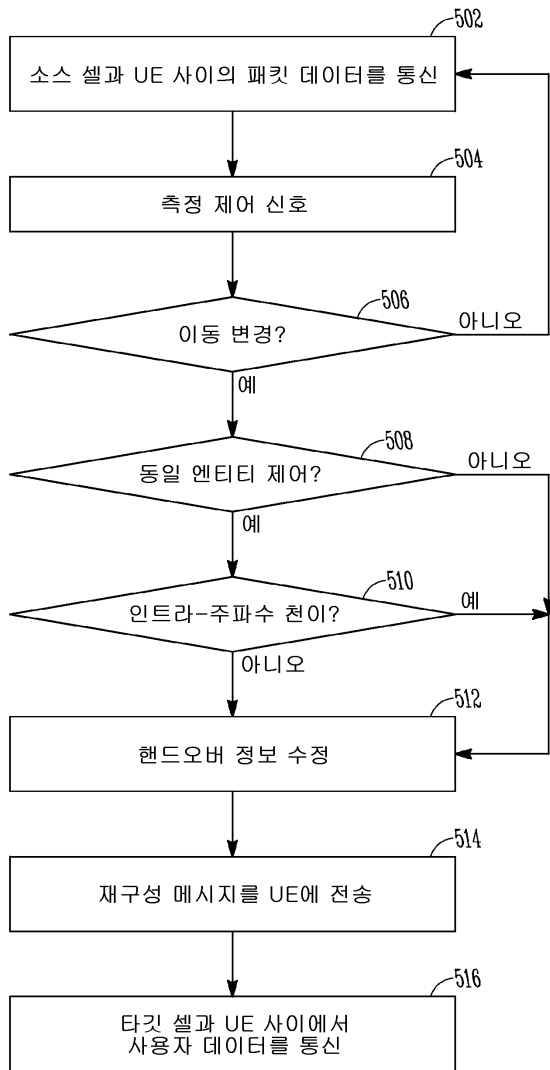 502
소스 셀과 UE 사이의 패킷 데이터를 통신
504
측정 제어 신호
506
이동 변경?
아니오
예
508
동일 엔티티 제어?
아니오
예
510
인트라-주파수 천이?
예
아니오
512
핸드오버 정보 수정
514
재구성 메시지를 UE에 전송
516
타깃 셀과 UE 사이에서
사용자 데이터를 통신